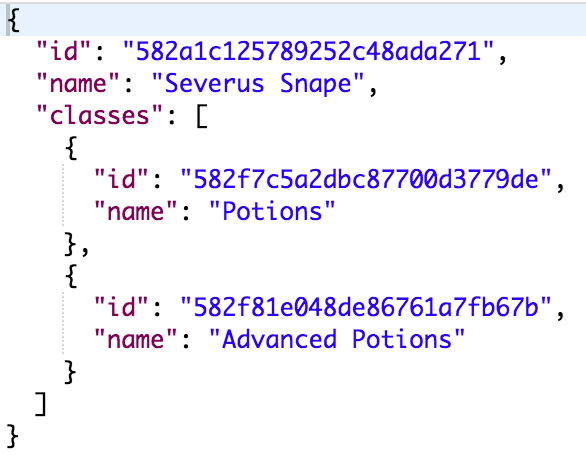 {
  "id": "582a1c125789252c48ada271",
  "name": "Severus Snape",
  "classes": [
    {
      "id": "582f7c5a2dbc87700d3779de",
      "name": "Potions"
    },
    {
      "id": "582f81e048de86761a7fb67b",
      "name": "Advanced Potions"
    }
  ]
}